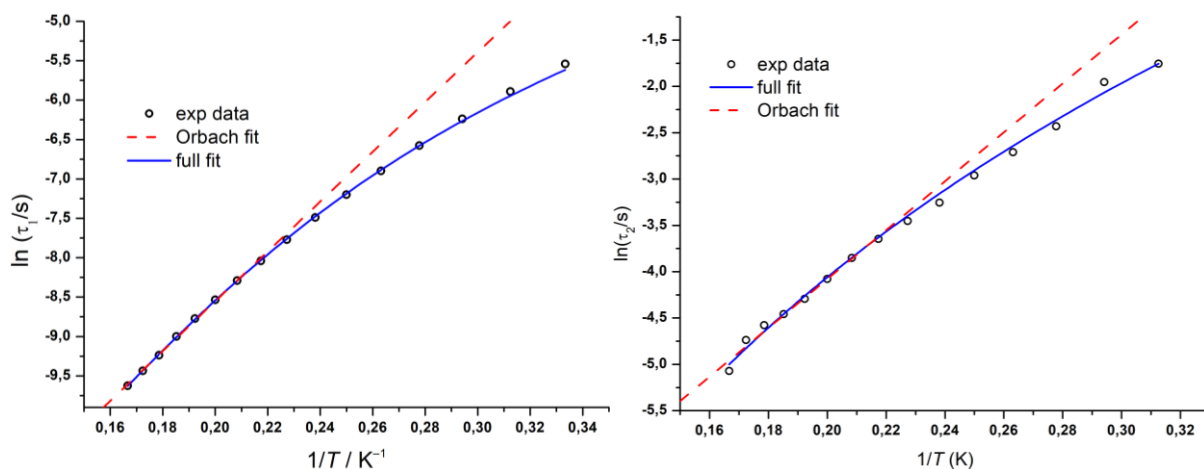 -5,0
-5,5
-6,0
-6,5
-7,0
-7,5
-8,0
-8,5
-9,0
-9,5
ln (τ₁/s)
exp data
Orbach fit
full fit
0,16 0,18 0,20 0,22 0,24 0,26 0,28 0,30 0,32 0,34
1/T / K⁻¹
-1,5
-2,0
-2,5
-3,0
-3,5
-4,0
-4,5
-5,0
-5,5
ln(τ₂/s)
exp data
full fit
Orbach fit
0,16 0,18 0,20 0,22 0,24 0,26 0,28 0,30 0,32
1/T (K)